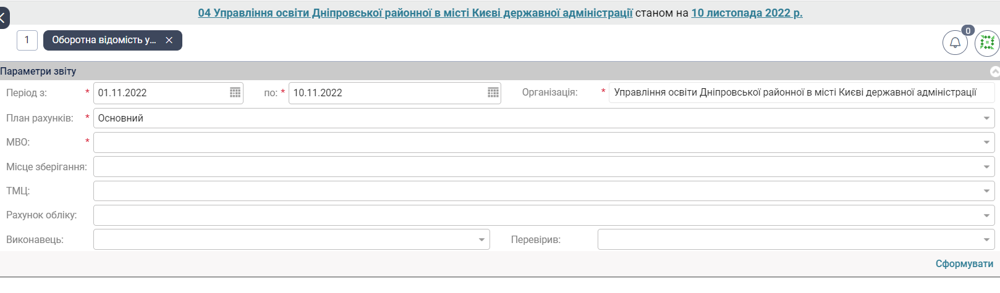 04 Управління освіти Дніпровської районної в місті Києві державної адміністрації станом на 10 листопада 2022 р.
1 Оборотна відомість у... ×
0
Параметри звіту
Період з: * 01.11.2022 по: * 10.11.2022 Організація: * Управління освіти Дніпровської районної в місті Києві державної адміністрації
План рахунків: * Основний
МВО: *
Місце зберігання:
ТМЦ:
Рахунок обліку:
Виконавець: Перевірив:
Сформувати